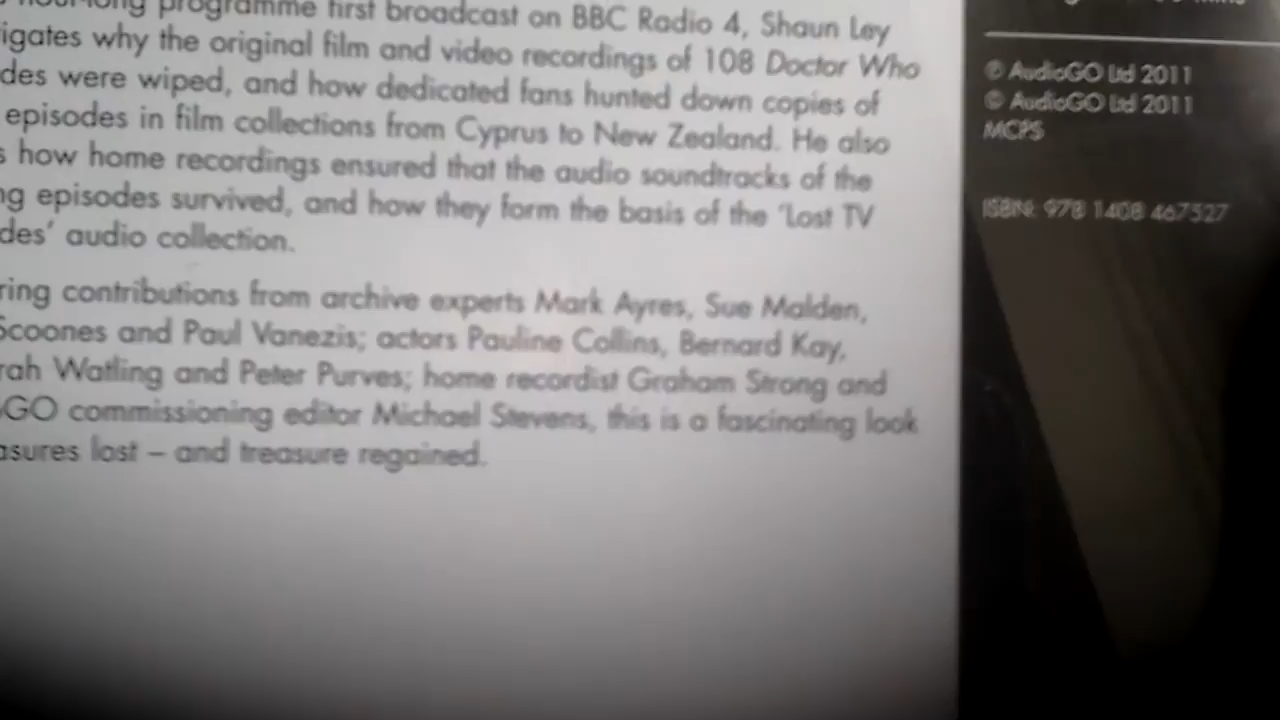 programme first broadcast on BBC Radio 4, Shaun Ley
igates why the original film and video recordings of 108 Doctor Who
des were wiped, and how dedicated fans hunted down copies of
episodes in film collections from Cyprus to New Zealand. He also
s how home recordings ensured that the audio soundtracks of the
ng episodes survived, and how they form the basis of the 'Lost TV
des' audio collection.
ring contributions from archive experts Mark Ayres, Sue Malden,
Scoones and Paul Vanezis; actors Pauline Collins, Bernard Kay,
rah Watling and Peter Purves; home recordist Graham Strong and
GO commissioning editor Michael Stevens, this is a fascinating look
asures lost – and treasure regained.
℗ AudioGO Ltd 2011
© AudioGO Ltd 2011
MCPS
ISBN: 978 1408 467527